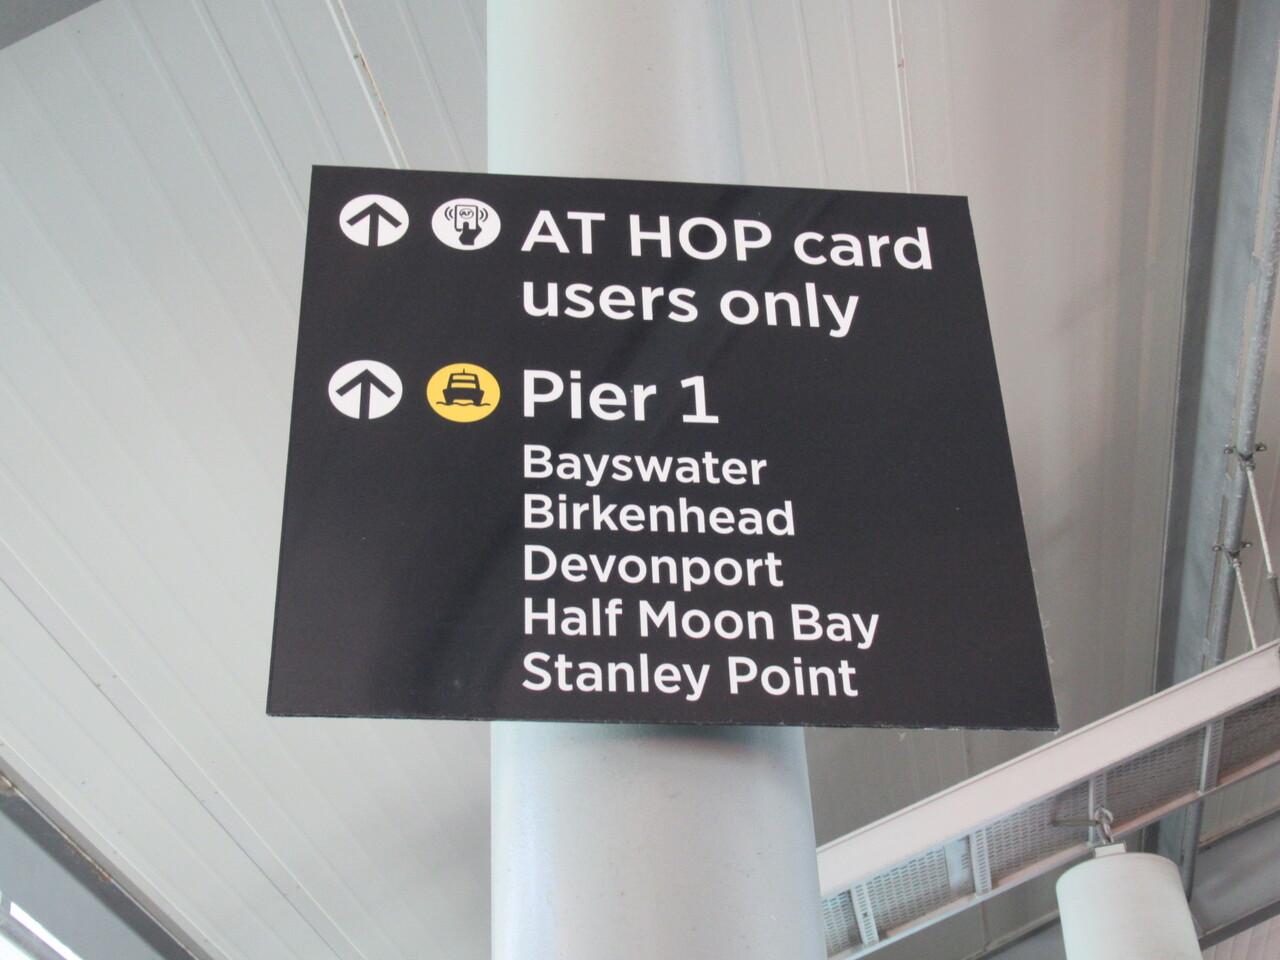 AT HOP card
users only
Pier 1
Bayswater
Birkenhead
Devonport
Half Moon Bay
Stanley Point